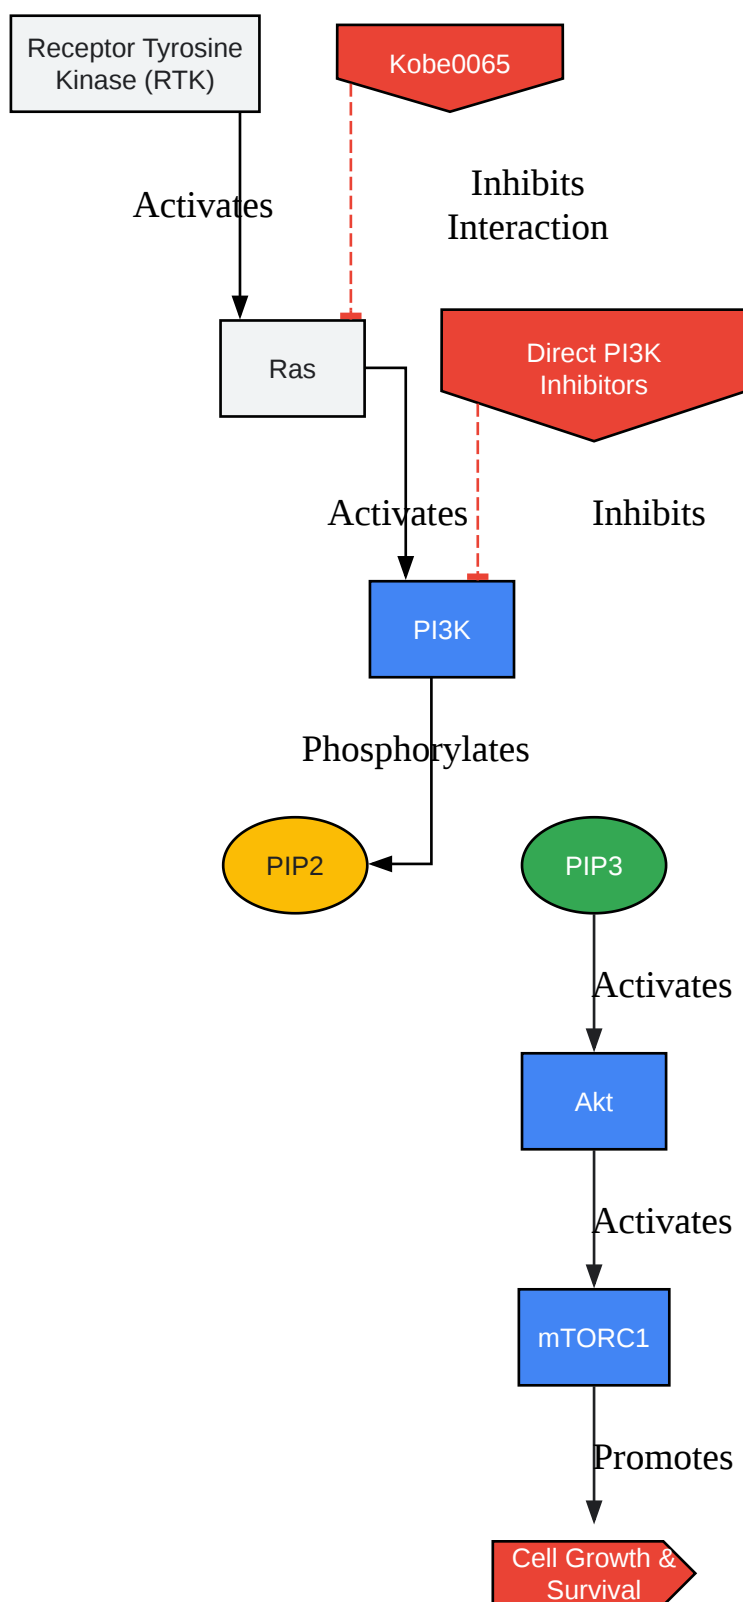 Receptor Tyrosine
Kinase (RTK)
Kobe0065
Activates
Inhibits
Interaction
Ras
Direct PI3K
Inhibitors
Activates
Inhibits
PI3K
Phosphorylates
PIP2
PIP3
Activates
Akt
Activates
mTORC1
Promotes
Cell Growth &
Survival